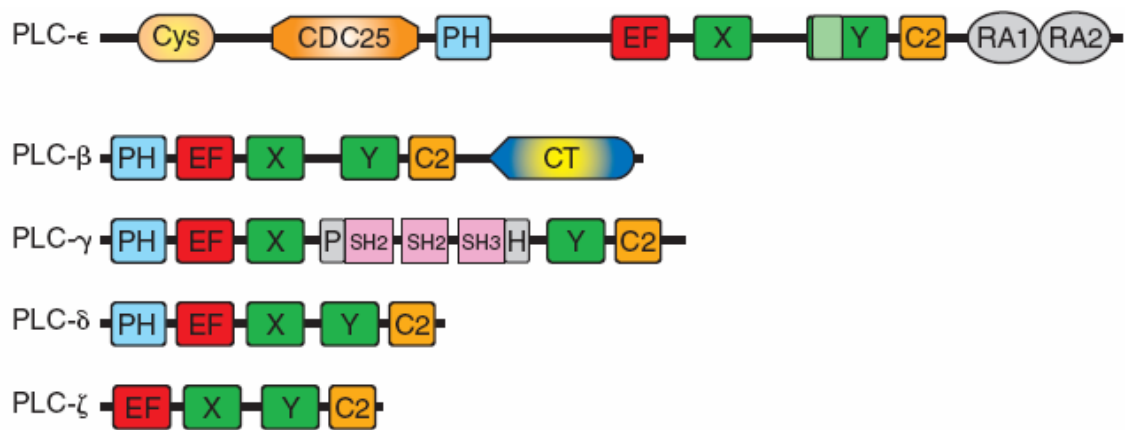 PLC-ϵ Cys CDC25 PH EF X Y C2 RA1 RA2
PLC-β PH EF X Y C2 CT
PLC-γ PH EF X P SH2 SH2 SH3 H Y C2
PLC-δ PH EF X Y C2
PLC-ζ EF X Y C2